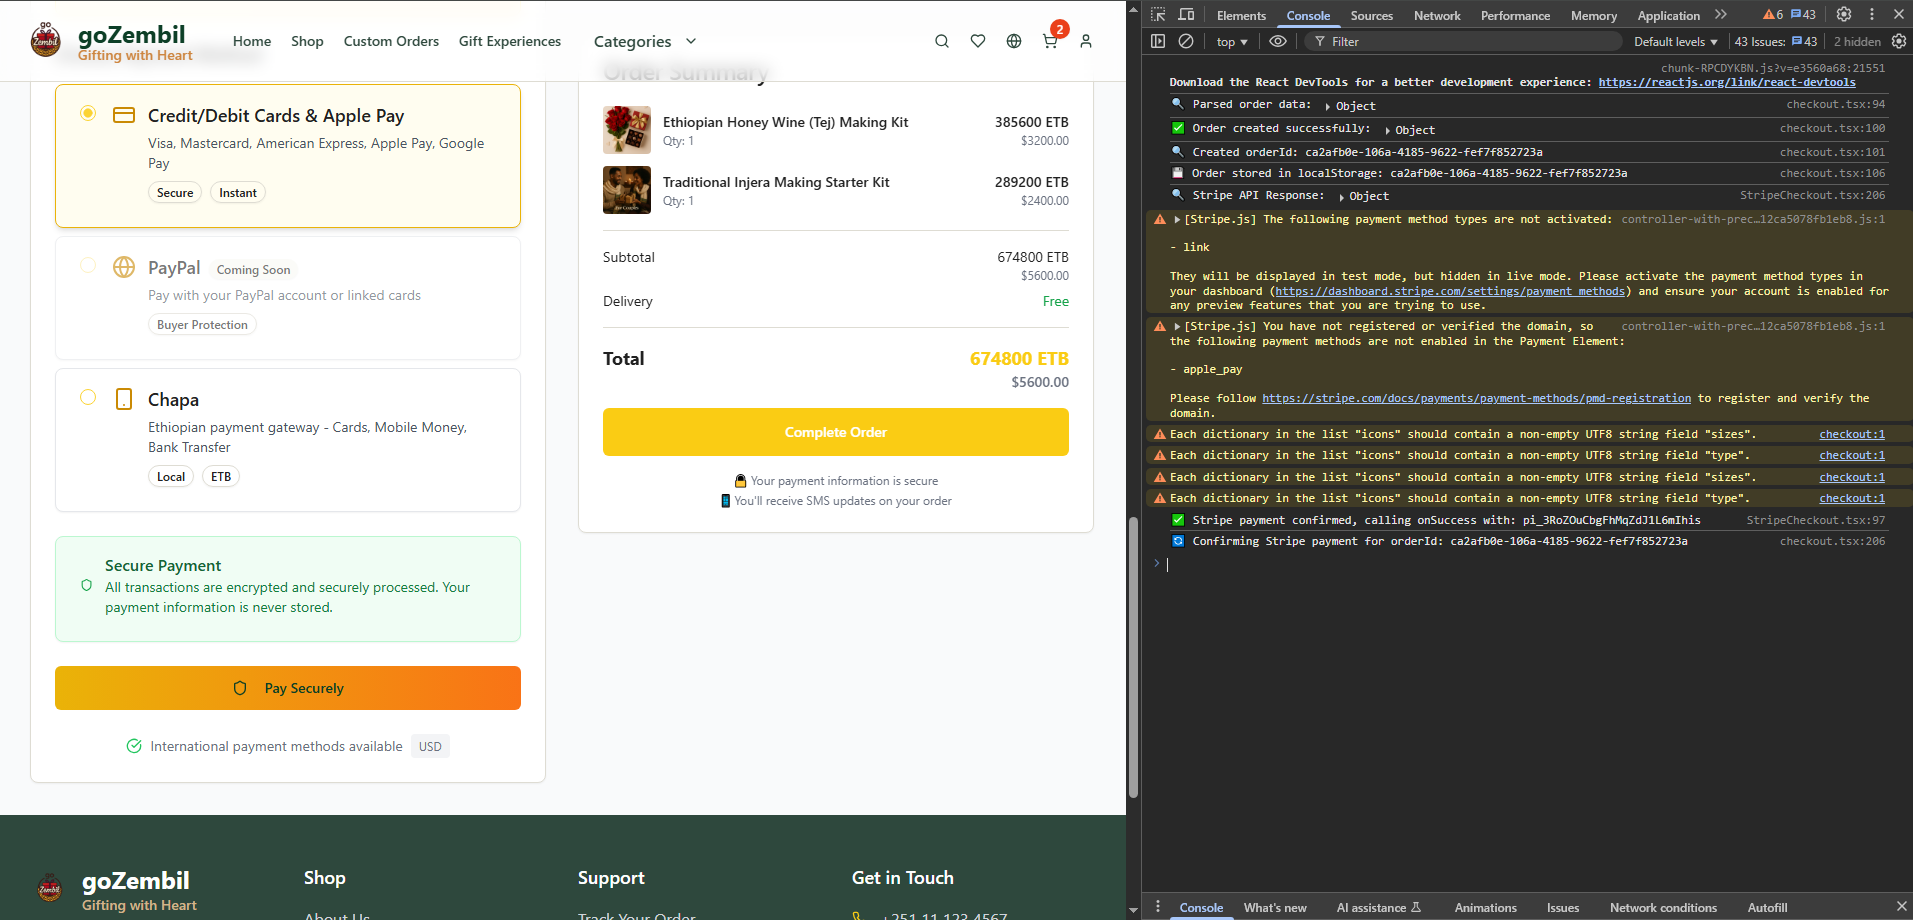 goZembil
Gifting with Heart
Home
Shop
Custom Orders
Gift Experiences
Categories
2
Credit/Debit Cards & Apple Pay
Visa, Mastercard, American Express, Apple Pay, Google
Pay
Secure
Instant
PayPal
Coming Soon
Pay with your PayPal account or linked cards
Buyer Protection
Chapa
Ethiopian payment gateway - Cards, Mobile Money,
Bank Transfer
Local
ETB
Secure Payment
All transactions are encrypted and securely processed. Your
payment information is never stored.
Pay Securely
International payment methods available
USD
Order Summary
Ethiopian Honey Wine (Tej) Making Kit 385600 ETB
Qty: 1 $3200.00
Traditional Injera Making Starter Kit 289200 ETB
Qty: 1 $2400.00
Subtotal 674800 ETB
$5600.00
Delivery Free
Total 674800 ETB
$5600.00
Complete Order
Your payment information is secure
You'll receive SMS updates on your order
goZembil
Gifting with Heart
Shop
About Us
Support
Track Your Order
Get in Touch
+251 11 123 4567
Elements
Console
Sources
Network
Performance
Memory
Application
6
43
top
Filter
Default levels
43 Issues: 43
2 hidden
chunk-RPCDYKBN.js?v=e3560a68:21551
Download the React DevTools for a better development experience: https://reactjs.org/link/react-devtools
Parsed order data: Object checkout.tsx:94
Order created successfully: Object checkout.tsx:100
Created orderId: ca2afb0e-106a-4185-9622-fef7f852723a checkout.tsx:101
Order stored in localStorage: ca2afb0e-106a-4185-9622-fef7f852723a checkout.tsx:106
Stripe API Response: Object StripeCheckout.tsx:206
[Stripe.js] The following payment method types are not activated: controller-with-prec…12ca5078fb1eb8.js:1
- link
They will be displayed in test mode, but hidden in live mode. Please activate the payment method types in
your dashboard (https://dashboard.stripe.com/settings/payment_methods) and ensure your account is enabled for
any preview features that you are trying to use.
[Stripe.js] You have not registered or verified the domain, so controller-with-prec…12ca5078fb1eb8.js:1
the following payment methods are not enabled in the Payment Element:
- apple_pay
Please follow https://stripe.com/docs/payments/payment-methods/pmd-registration to register and verify the
domain.
Each dictionary in the list "icons" should contain a non-empty UTF8 string field "sizes". checkout:1
Each dictionary in the list "icons" should contain a non-empty UTF8 string field "type". checkout:1
Each dictionary in the list "icons" should contain a non-empty UTF8 string field "sizes". checkout:1
Each dictionary in the list "icons" should contain a non-empty UTF8 string field "type". checkout:1
Stripe payment confirmed, calling onSuccess with: pi_3RoZOuCbgFhMqZdJ1L6mIhis StripeCheckout.tsx:97
Confirming Stripe payment for orderId: ca2afb0e-106a-4185-9622-fef7f852723a checkout.tsx:206
Console
What's new
AI assistance
Animations
Issues
Network conditions
Autofill